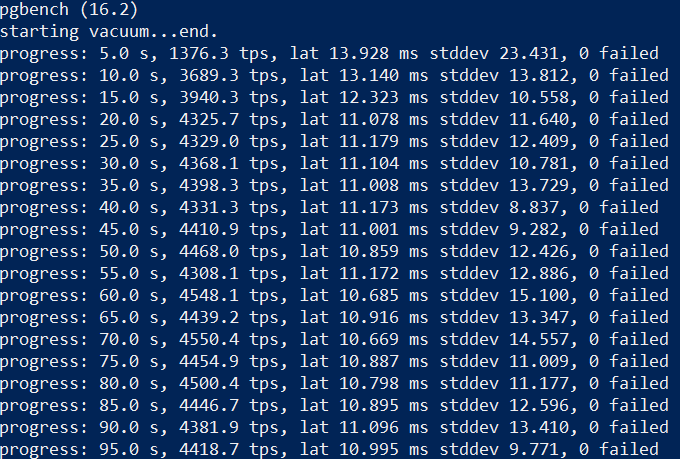 pgbench (16.2)
starting vacuum...end.
progress: 5.0 s, 1376.3 tps, lat 13.928 ms stddev 23.431, 0 failed
progress: 10.0 s, 3689.3 tps, lat 13.140 ms stddev 13.812, 0 failed
progress: 15.0 s, 3940.3 tps, lat 12.323 ms stddev 10.558, 0 failed
progress: 20.0 s, 4325.7 tps, lat 11.078 ms stddev 11.640, 0 failed
progress: 25.0 s, 4329.0 tps, lat 11.179 ms stddev 12.409, 0 failed
progress: 30.0 s, 4368.1 tps, lat 11.104 ms stddev 10.781, 0 failed
progress: 35.0 s, 4398.3 tps, lat 11.008 ms stddev 13.729, 0 failed
progress: 40.0 s, 4331.3 tps, lat 11.173 ms stddev 8.837, 0 failed
progress: 45.0 s, 4410.9 tps, lat 11.001 ms stddev 9.282, 0 failed
progress: 50.0 s, 4468.0 tps, lat 10.859 ms stddev 12.426, 0 failed
progress: 55.0 s, 4308.1 tps, lat 11.172 ms stddev 12.886, 0 failed
progress: 60.0 s, 4548.1 tps, lat 10.685 ms stddev 15.100, 0 failed
progress: 65.0 s, 4439.2 tps, lat 10.916 ms stddev 13.347, 0 failed
progress: 70.0 s, 4550.4 tps, lat 10.669 ms stddev 14.557, 0 failed
progress: 75.0 s, 4454.9 tps, lat 10.887 ms stddev 11.009, 0 failed
progress: 80.0 s, 4500.4 tps, lat 10.798 ms stddev 11.177, 0 failed
progress: 85.0 s, 4446.7 tps, lat 10.895 ms stddev 12.596, 0 failed
progress: 90.0 s, 4381.9 tps, lat 11.096 ms stddev 13.410, 0 failed
progress: 95.0 s, 4418.7 tps, lat 10.995 ms stddev 9.771, 0 failed